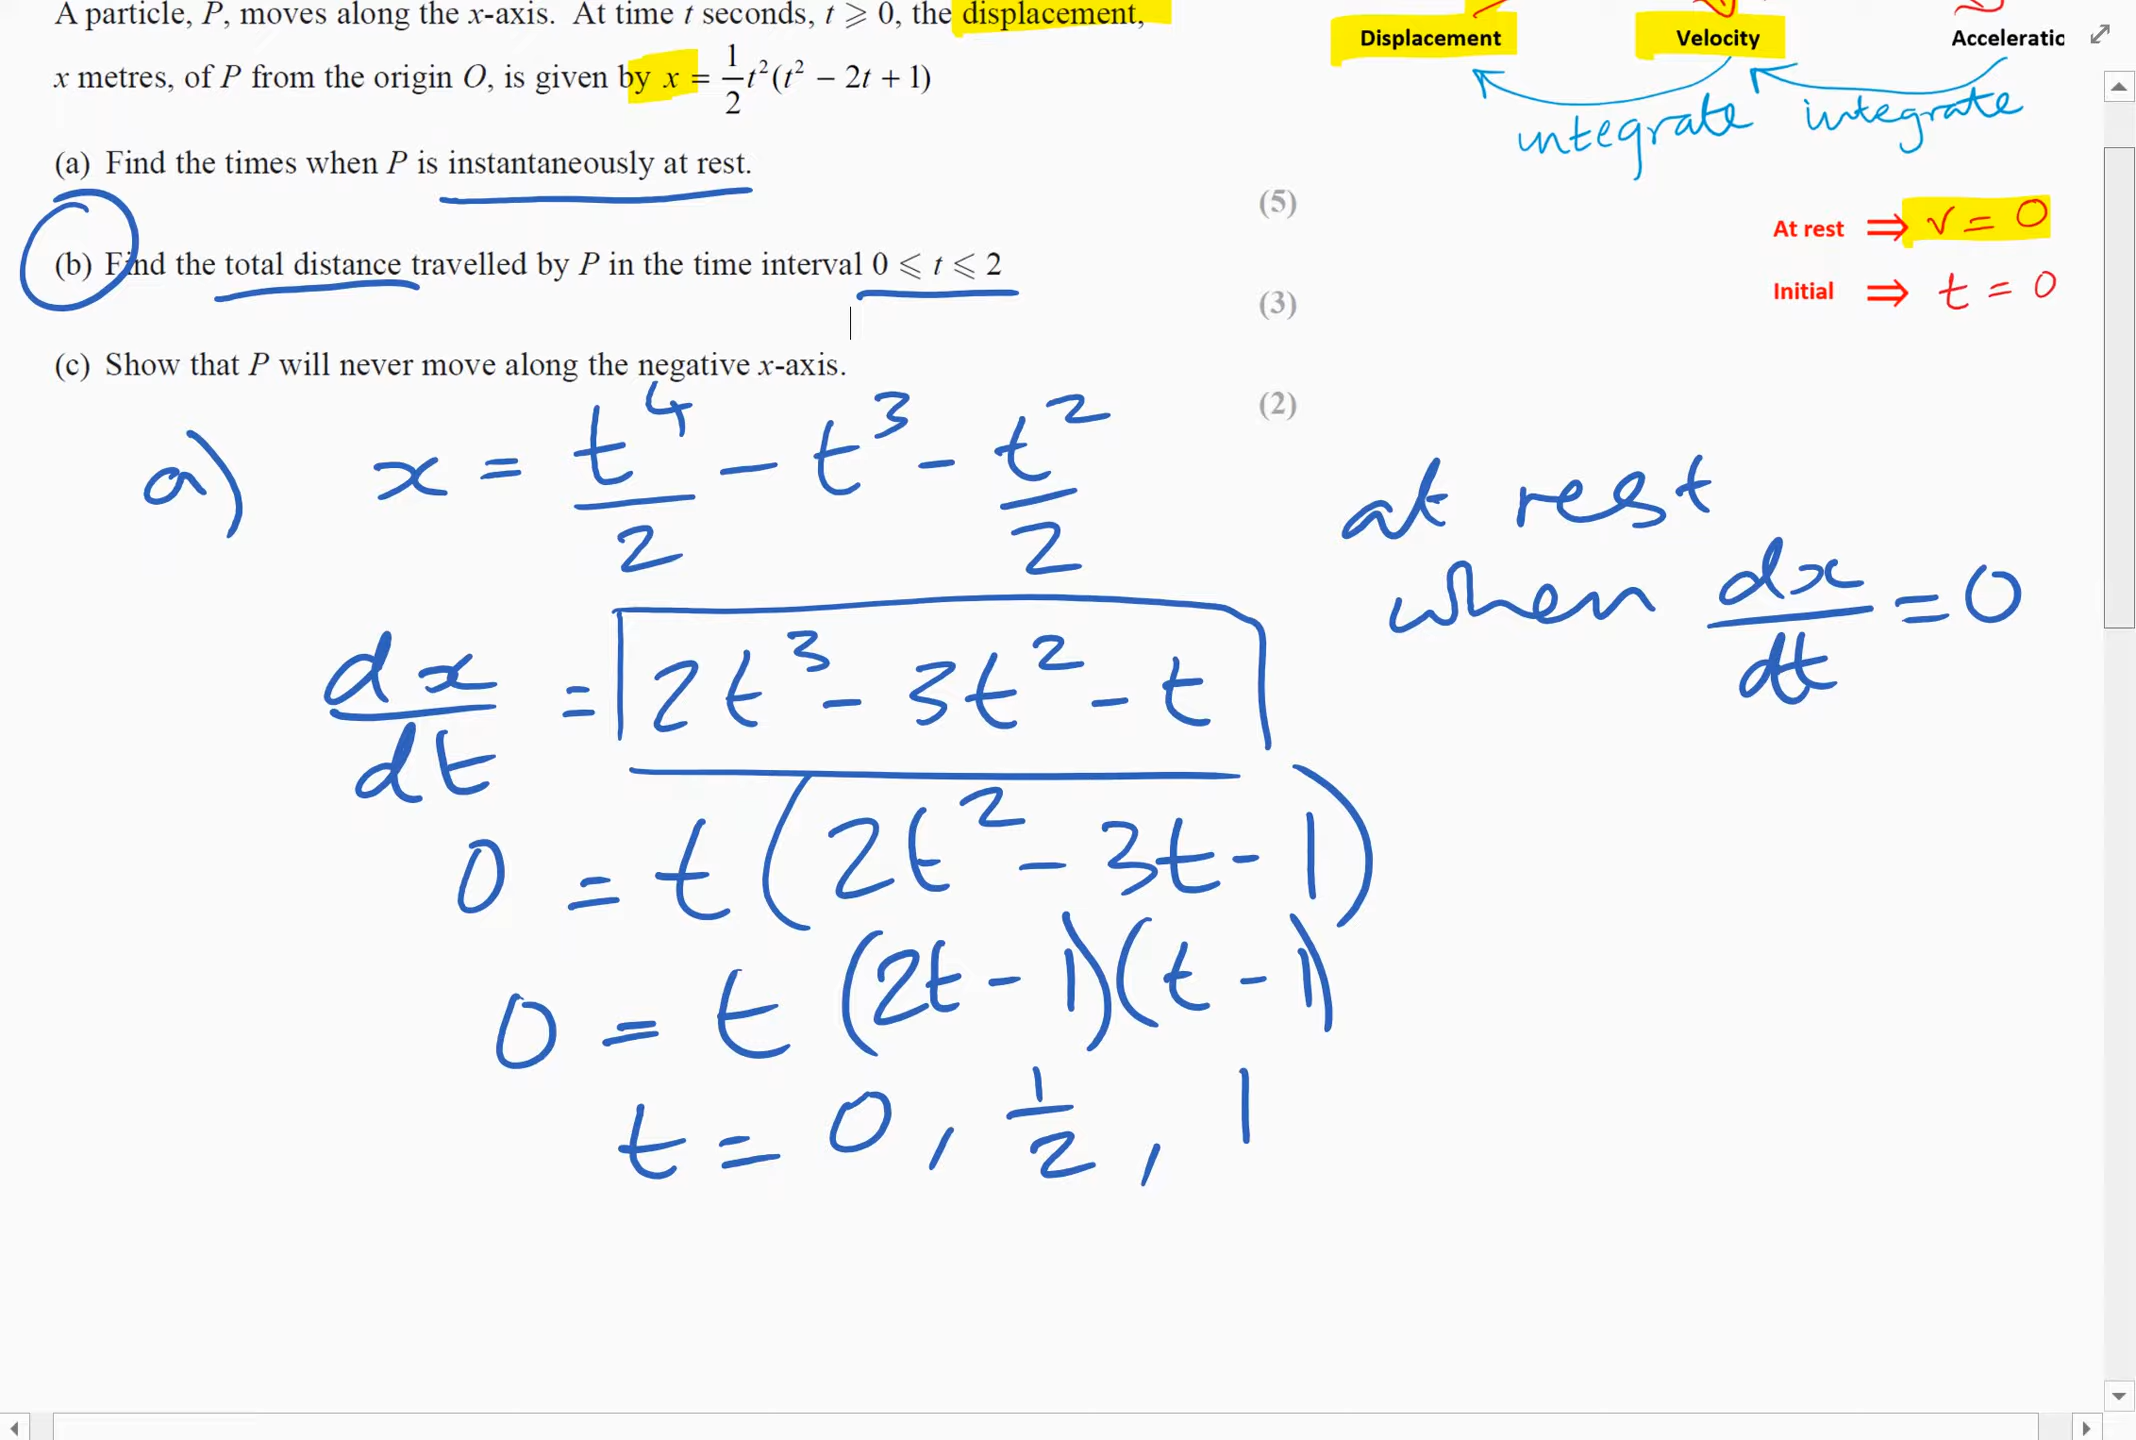 A particle, P, moves along the x-axis. At time t seconds, t ⩾ 0, the displacement,
x metres, of P from the origin O, is given by x = 1/2 t²(t² − 2t + 1)
(a) Find the times when P is instantaneously at rest.
(5)
(b) Find the total distance travelled by P in the time interval 0 ⩽ t ⩽ 2
(3)
(c) Show that P will never move along the negative x-axis.
(2)
Displacement Velocity Acceleratio
integrate integrate
At rest ⇒ v = 0
Initial ⇒ t = 0
a) x = t⁴/2 − t³ − t²/2
at rest
when dx/dt = 0
dx/dt = 2t³ − 3t² − t
0 = t (2t² − 3t − 1)
0 = t (2t − 1)(t − 1)
t = 0, 1/2, 1